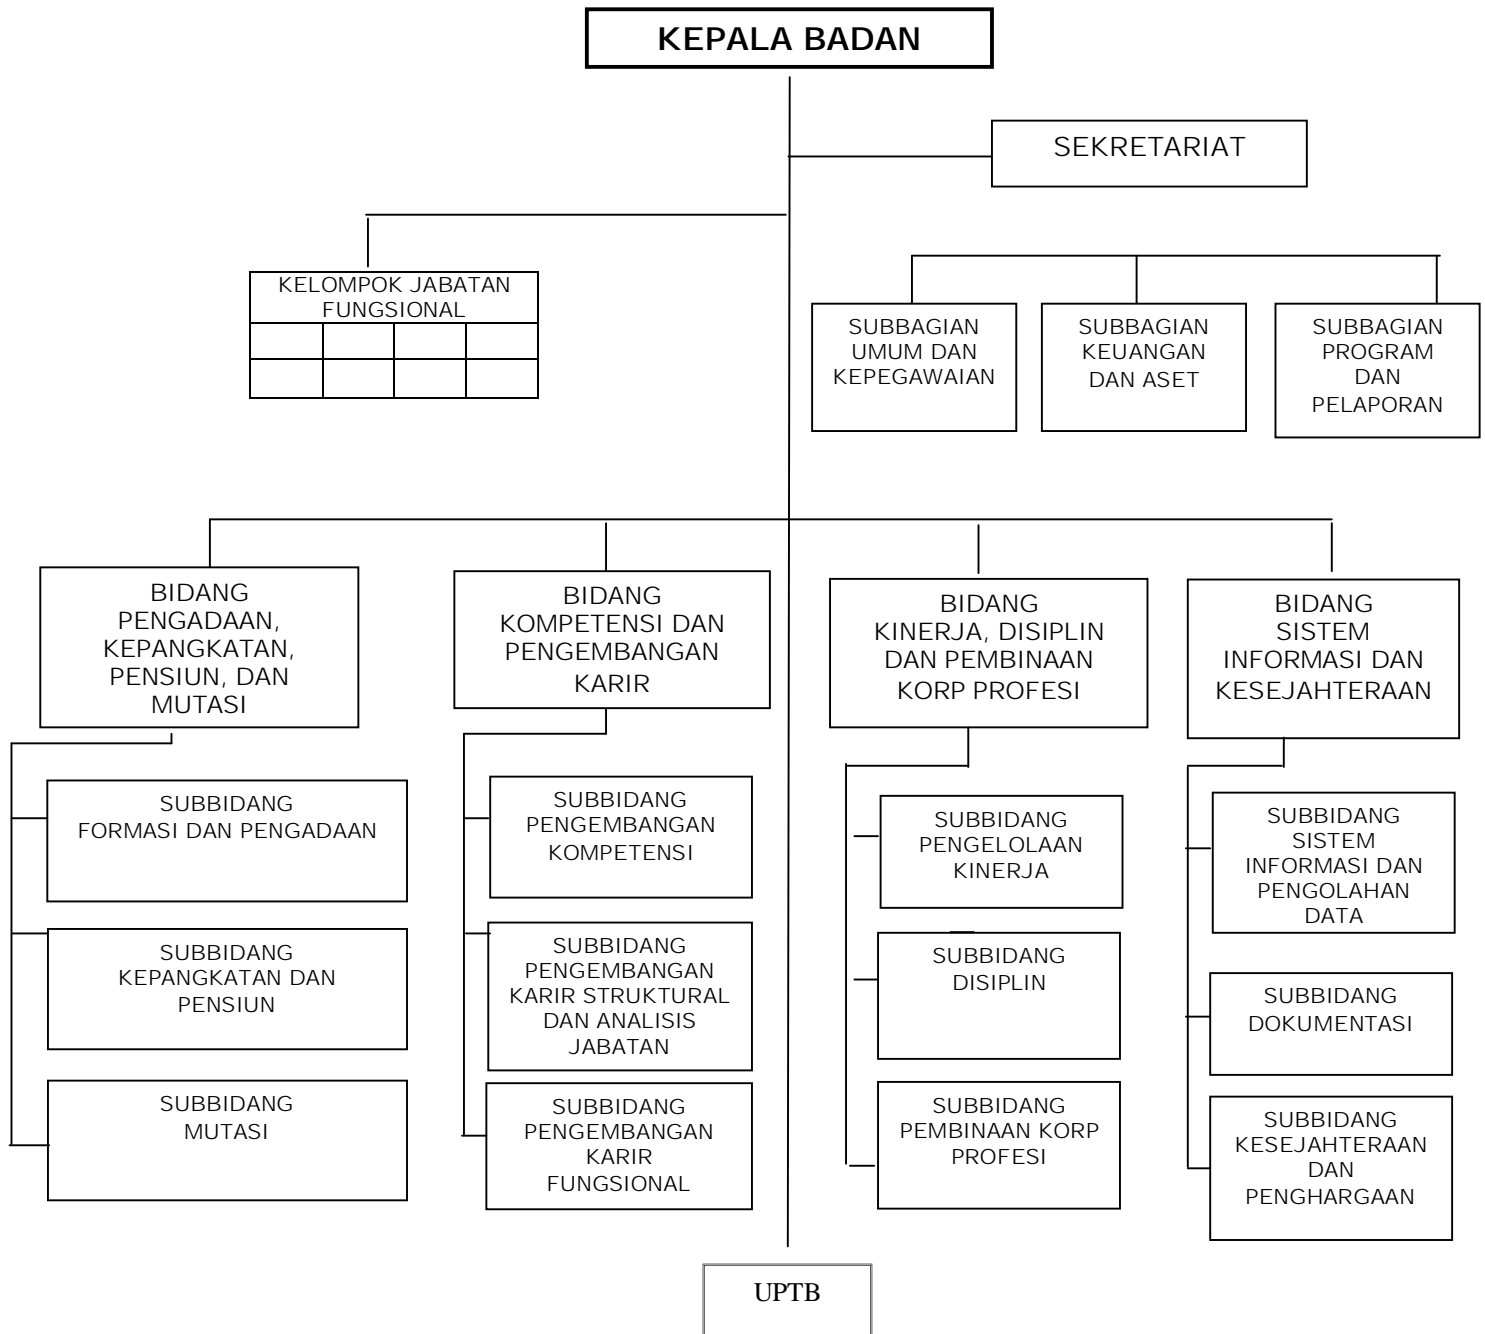 KEPALA BADAN
SEKRETARIAT
KELOMPOK JABATAN
FUNGSIONAL
SUBBAGIAN
UMUM DAN
KEPEGAWAIAN
SUBBAGIAN
KEUANGAN
DAN ASET
SUBBAGIAN
PROGRAM
DAN
PELAPORAN
BIDANG
PENGADAAN,
KEPANGKATAN,
PENSIUN, DAN
MUTASI
BIDANG
KOMPETENSI DAN
PENGEMBANGAN
KARIR
BIDANG
KINERJA, DISIPLIN
DAN PEMBINAAN
KORP PROFESI
BIDANG
SISTEM
INFORMASI DAN
KESEJAHTERAAN
SUBBIDANG
FORMASI DAN PENGADAAN
SUBBIDANG
KEPANGKATAN DAN
PENSIUN
SUBBIDANG
MUTASI
SUBBIDANG
PENGEMBANGAN
KOMPETENSI
SUBBIDANG
PENGEMBANGAN
KARIR STRUKTURAL
DAN ANALISIS
JABATAN
SUBBIDANG
PENGEMBANGAN
KARIR
FUNGSIONAL
SUBBIDANG
PENGELOLAAN
KINERJA
SUBBIDANG
DISIPLIN
SUBBIDANG
PEMBINAAN KORP
PROFESI
SUBBIDANG
SISTEM
INFORMASI DAN
PENGOLAHAN
DATA
SUBBIDANG
DOKUMENTASI
SUBBIDANG
KESEJAHTERAAN
DAN
PENGHARGAAN
UPTB